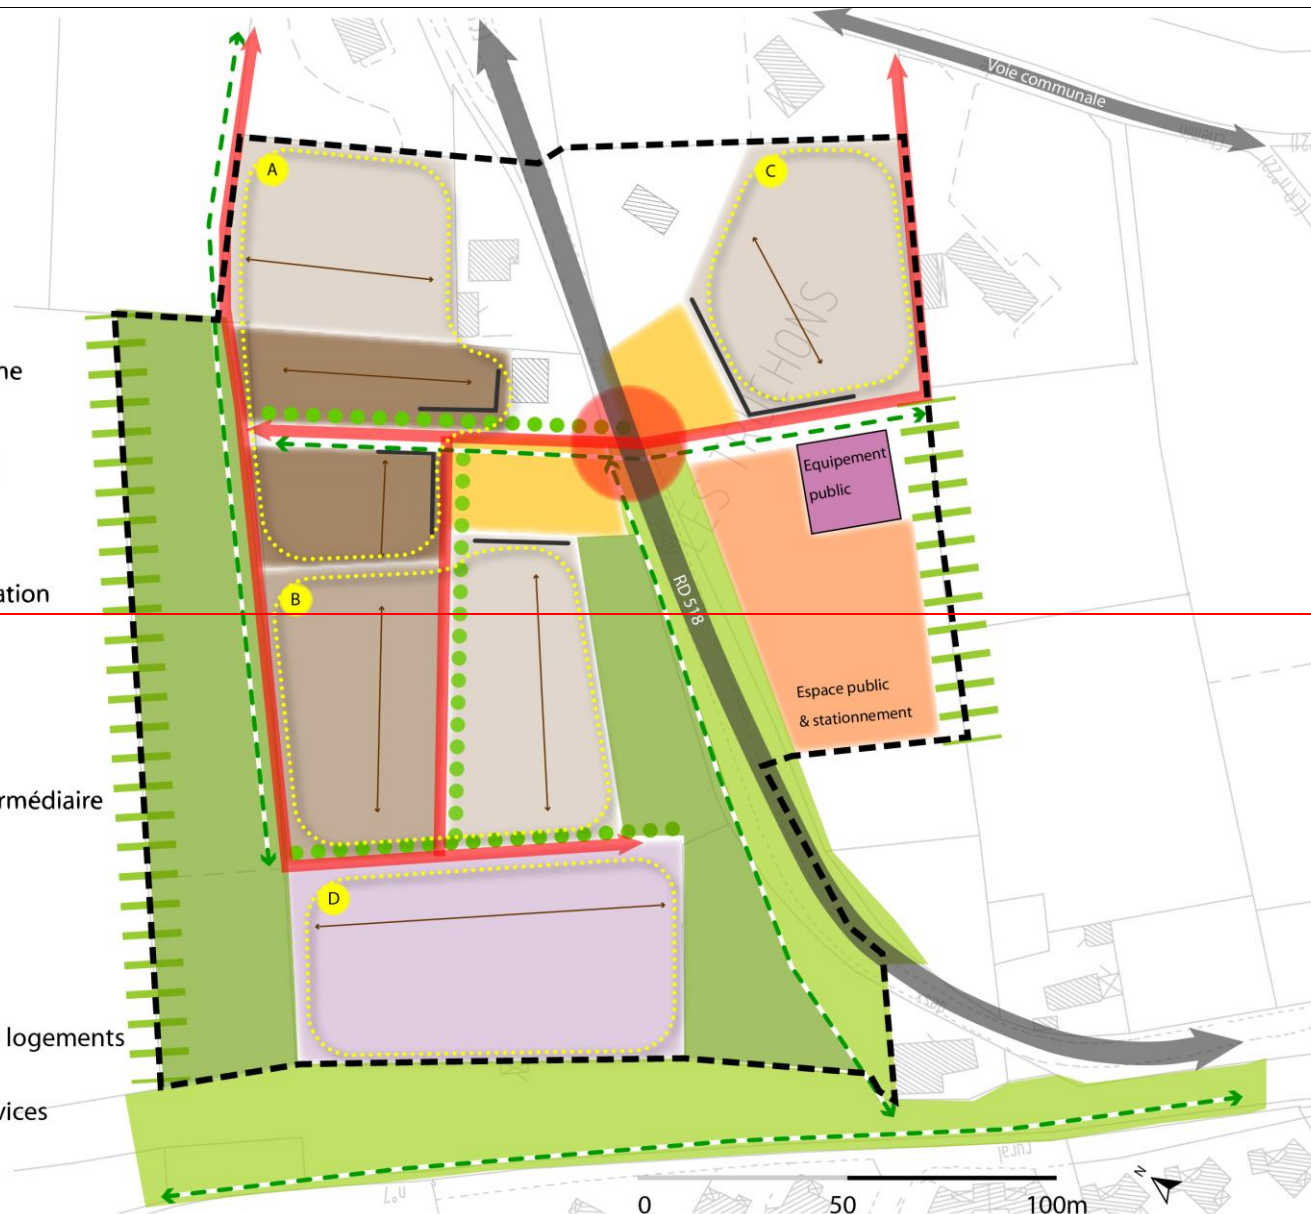 Voie communale
A
C
ne
Equipement
public
ation
B
RD 518
Espace public
& stationnement
rmédiaire
D
logements
vices
N
0 50 100m